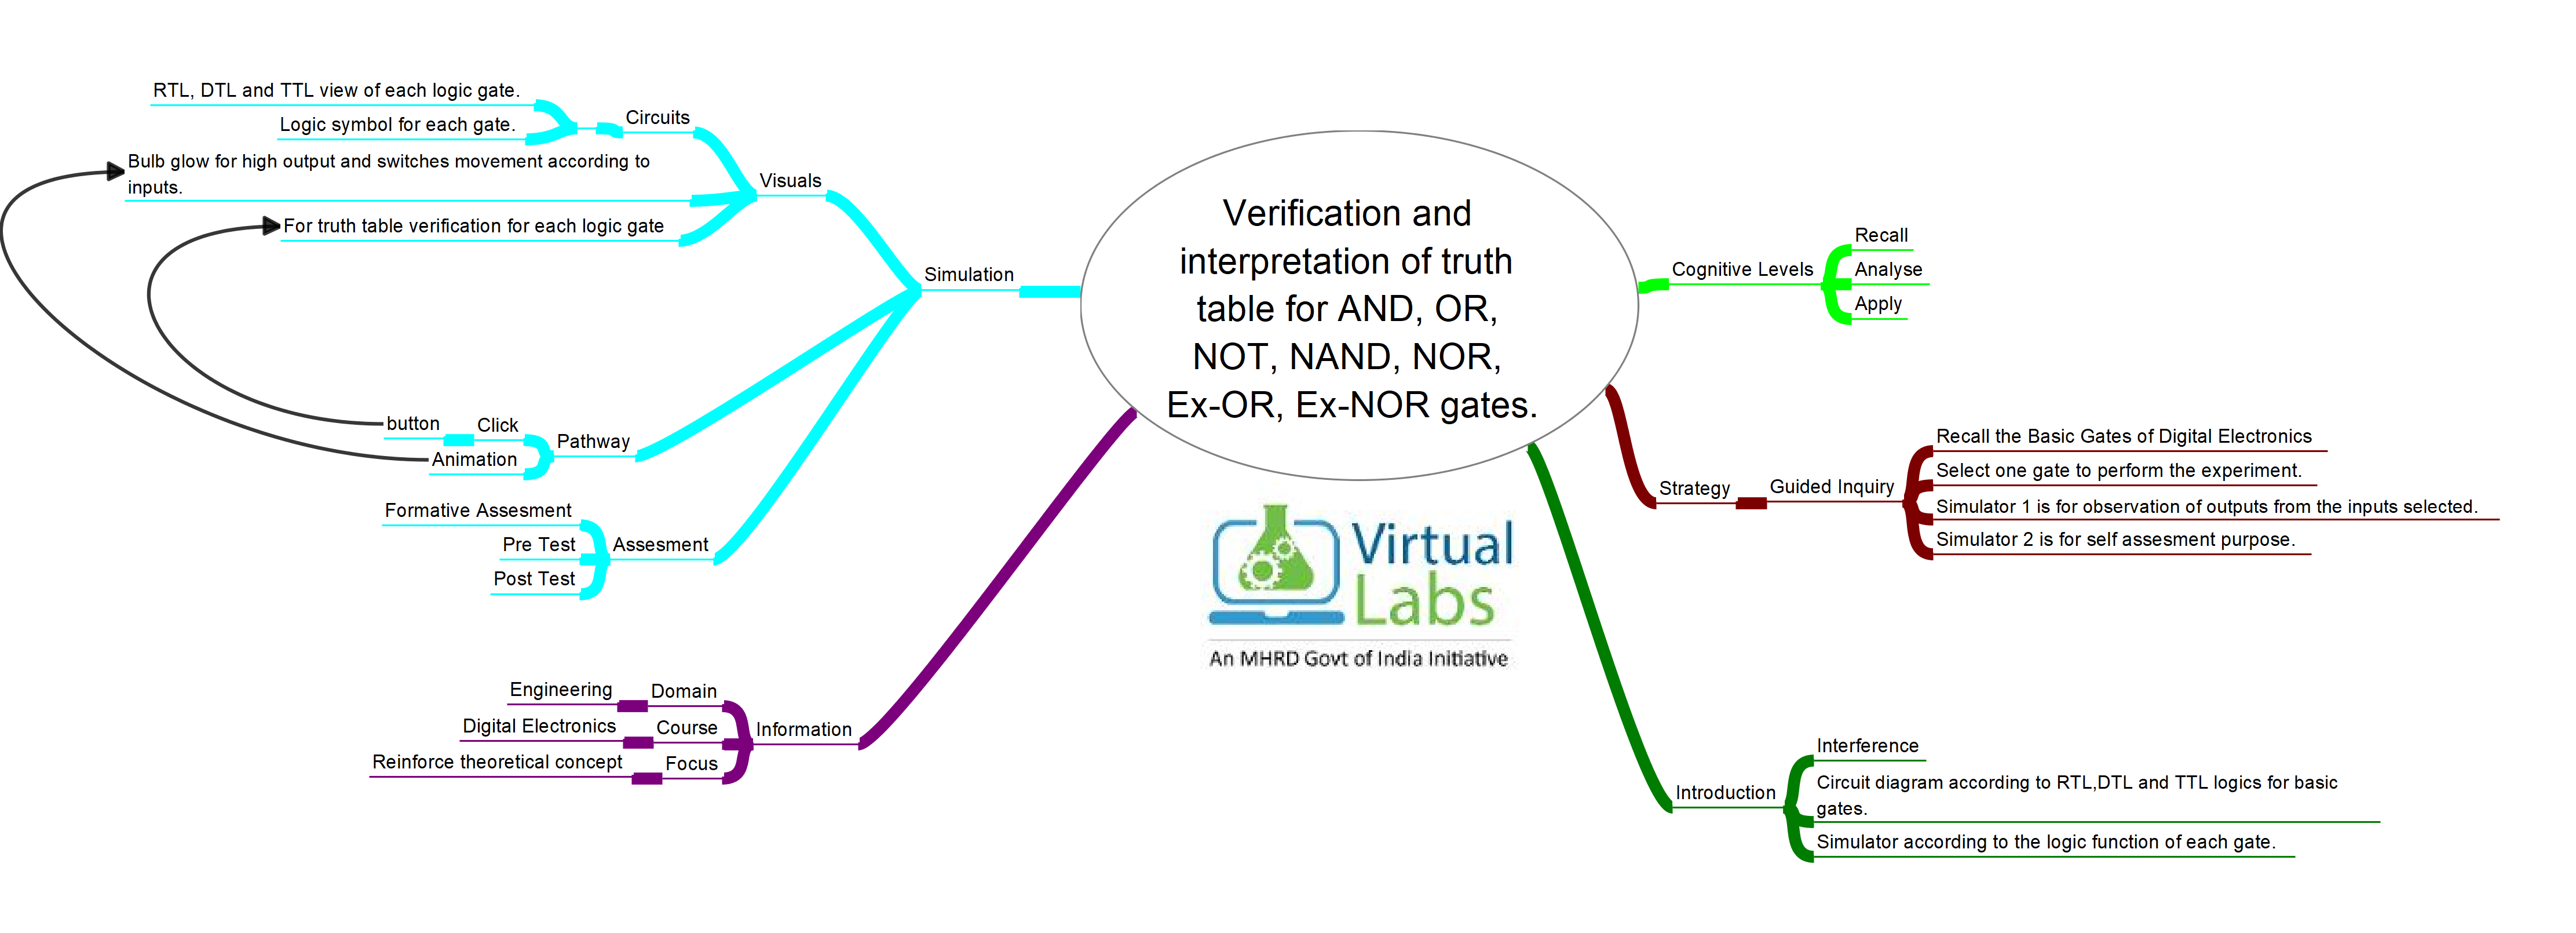 Verification and
interpretation of truth
table for AND, OR,
NOT, NAND, NOR,
Ex-OR, Ex-NOR gates.
Virtual
Labs
An MHRD Govt of India Initiative
Simulation
Visuals
Circuits
RTL, DTL and TTL view of each logic gate.
Logic symbol for each gate.
Bulb glow for high output and switches movement according to
inputs.
For truth table verification for each logic gate
Pathway
Click
button
Animation
Assesment
Formative Assesment
Pre Test
Post Test
Information
Domain
Engineering
Course
Digital Electronics
Focus
Reinforce theoretical concept
Cognitive Levels
Recall
Analyse
Apply
Strategy
Guided Inquiry
Recall the Basic Gates of Digital Electronics
Select one gate to perform the experiment.
Simulator 1 is for observation of outputs from the inputs selected.
Simulator 2 is for self assesment purpose.
Introduction
Interference
Circuit diagram according to RTL,DTL and TTL logics for basic
gates.
Simulator according to the logic function of each gate.